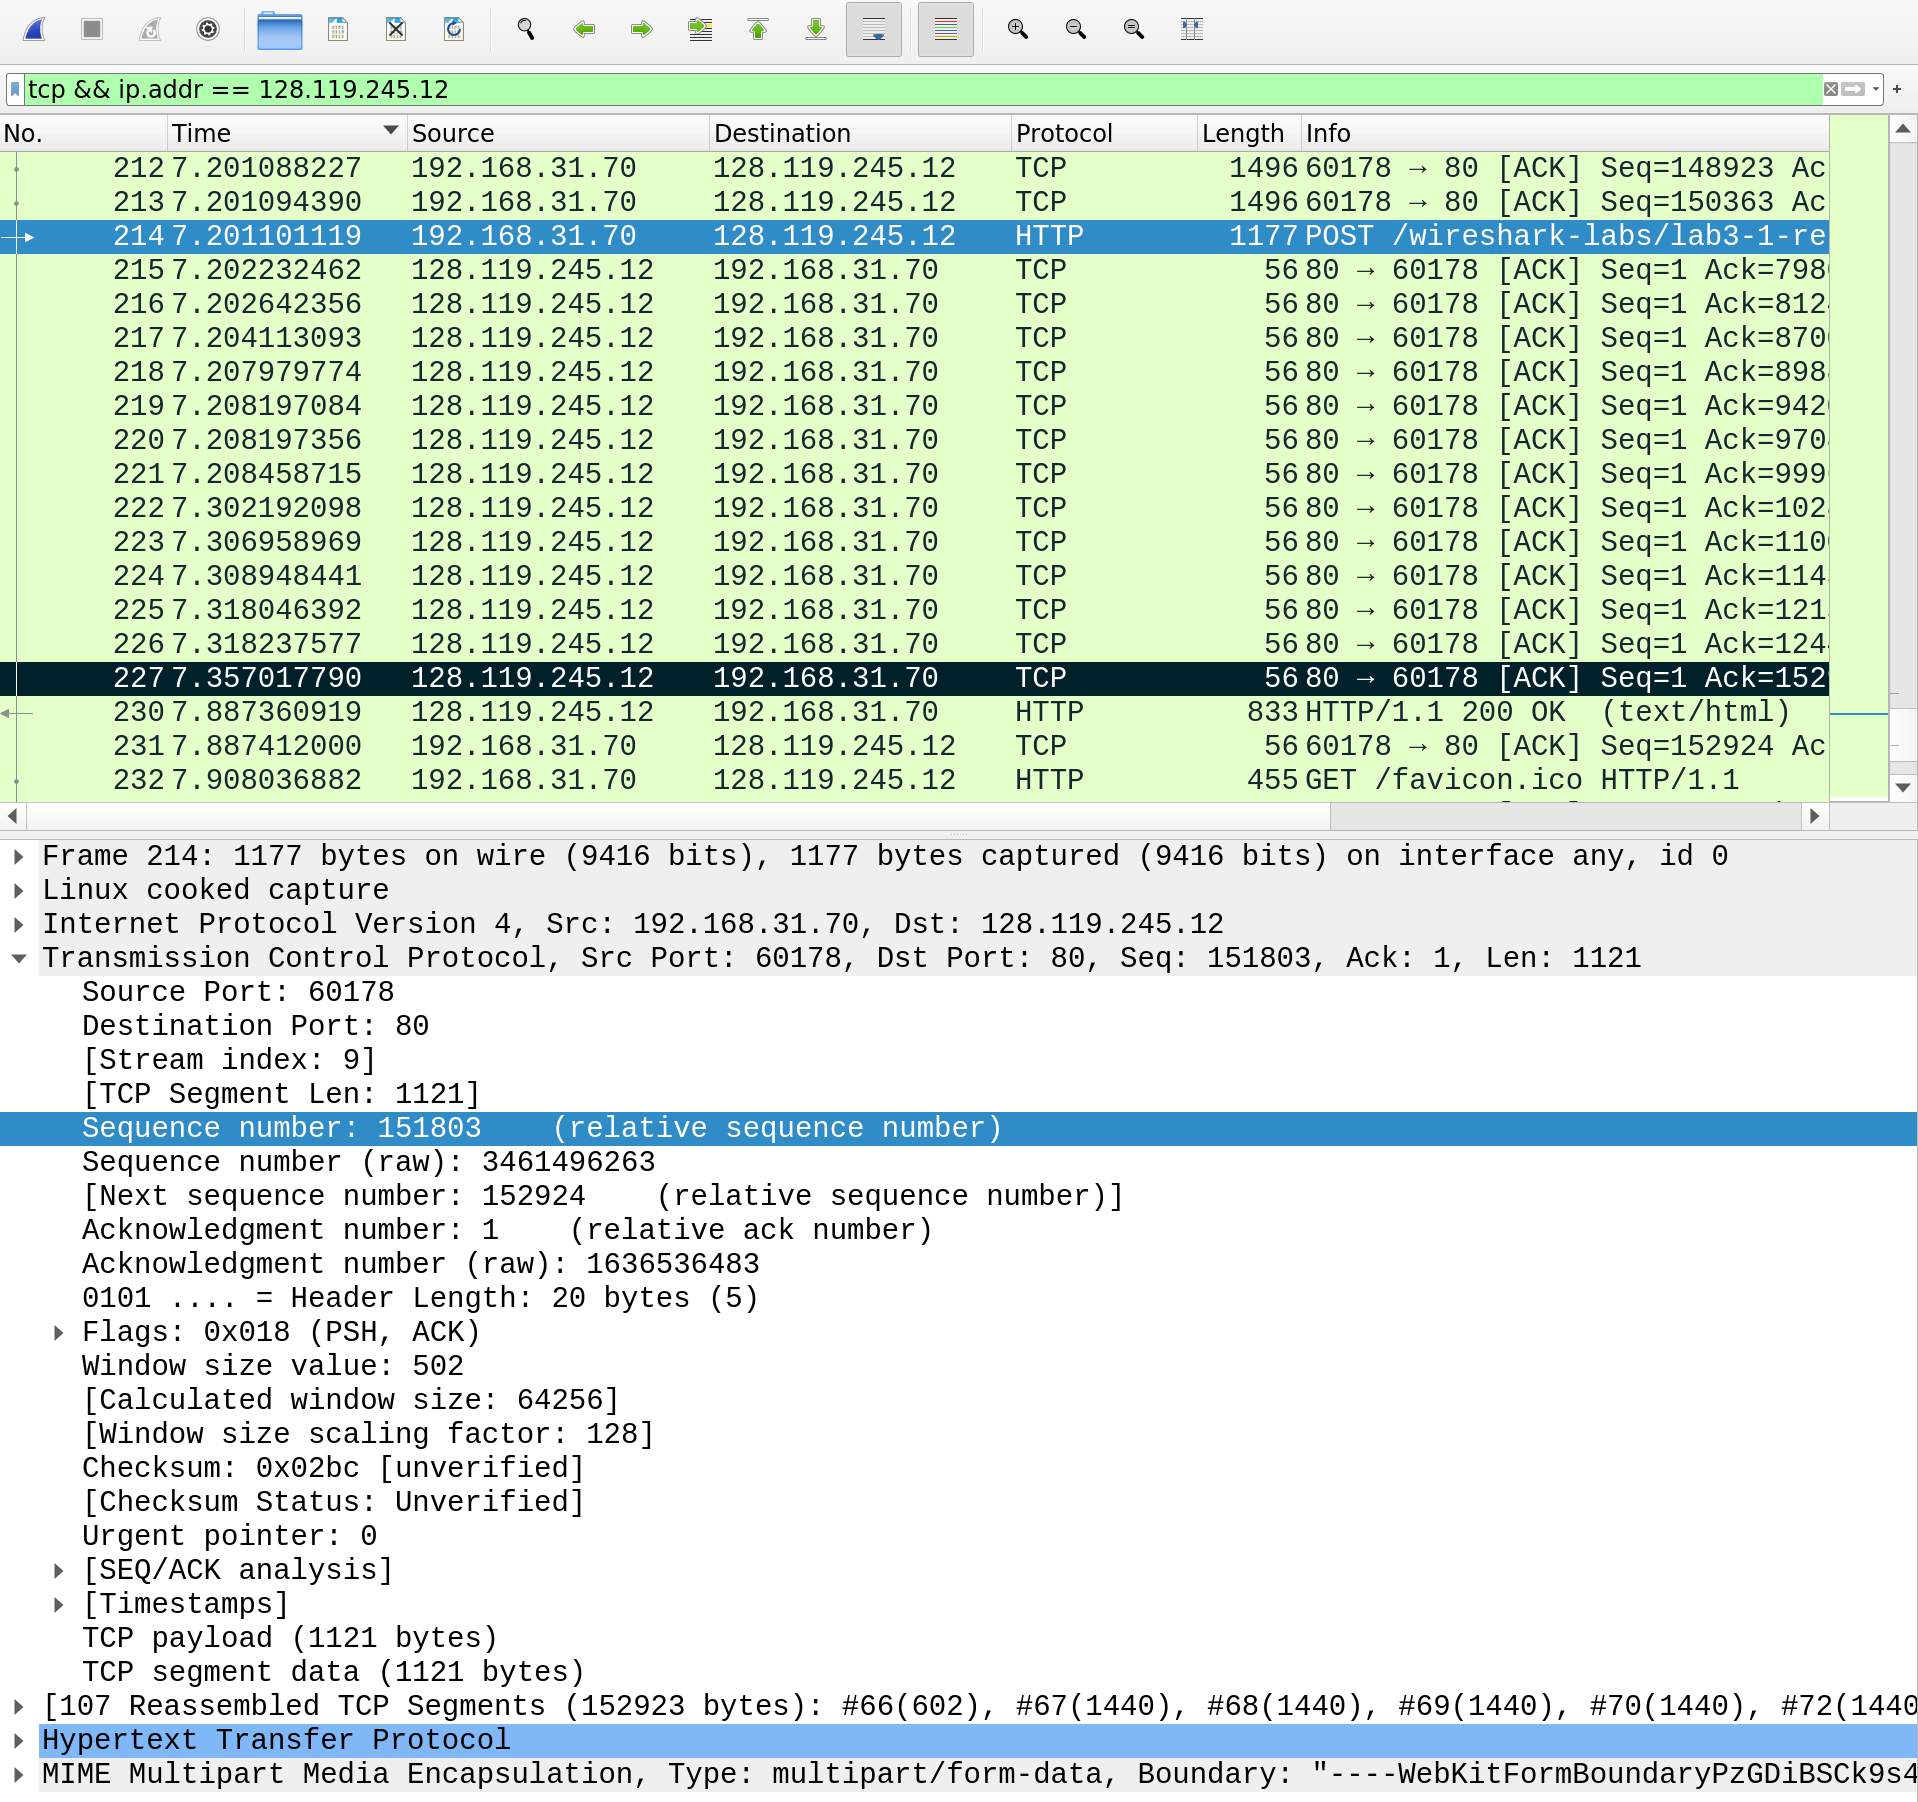 tcp && ip.addr == 128.119.245.12
No. Time Source Destination Protocol Length Info
212 7.201088227 192.168.31.70 128.119.245.12 TCP 1496 60178 → 80 [ACK] Seq=148923 Ac
213 7.201094390 192.168.31.70 128.119.245.12 TCP 1496 60178 → 80 [ACK] Seq=150363 Ac
214 7.201101119 192.168.31.70 128.119.245.12 HTTP 1177 POST /wireshark-labs/lab3-1-re
215 7.202232462 128.119.245.12 192.168.31.70 TCP 56 80 → 60178 [ACK] Seq=1 Ack=798
216 7.202642356 128.119.245.12 192.168.31.70 TCP 56 80 → 60178 [ACK] Seq=1 Ack=812
217 7.204113093 128.119.245.12 192.168.31.70 TCP 56 80 → 60178 [ACK] Seq=1 Ack=870
218 7.207979774 128.119.245.12 192.168.31.70 TCP 56 80 → 60178 [ACK] Seq=1 Ack=898
219 7.208197084 128.119.245.12 192.168.31.70 TCP 56 80 → 60178 [ACK] Seq=1 Ack=942
220 7.208197356 128.119.245.12 192.168.31.70 TCP 56 80 → 60178 [ACK] Seq=1 Ack=970
221 7.208458715 128.119.245.12 192.168.31.70 TCP 56 80 → 60178 [ACK] Seq=1 Ack=999
222 7.302192098 128.119.245.12 192.168.31.70 TCP 56 80 → 60178 [ACK] Seq=1 Ack=102
223 7.306958969 128.119.245.12 192.168.31.70 TCP 56 80 → 60178 [ACK] Seq=1 Ack=110
224 7.308948441 128.119.245.12 192.168.31.70 TCP 56 80 → 60178 [ACK] Seq=1 Ack=114
225 7.318046392 128.119.245.12 192.168.31.70 TCP 56 80 → 60178 [ACK] Seq=1 Ack=121
226 7.318237577 128.119.245.12 192.168.31.70 TCP 56 80 → 60178 [ACK] Seq=1 Ack=124
227 7.357017790 128.119.245.12 192.168.31.70 TCP 56 80 → 60178 [ACK] Seq=1 Ack=152
230 7.887360919 128.119.245.12 192.168.31.70 HTTP 833 HTTP/1.1 200 OK (text/html)
231 7.887412000 192.168.31.70 128.119.245.12 TCP 56 60178 → 80 [ACK] Seq=152924 Ac
232 7.908036882 192.168.31.70 128.119.245.12 HTTP 455 GET /favicon.ico HTTP/1.1
Frame 214: 1177 bytes on wire (9416 bits), 1177 bytes captured (9416 bits) on interface any, id 0
Linux cooked capture
Internet Protocol Version 4, Src: 192.168.31.70, Dst: 128.119.245.12
Transmission Control Protocol, Src Port: 60178, Dst Port: 80, Seq: 151803, Ack: 1, Len: 1121
Source Port: 60178
Destination Port: 80
[Stream index: 9]
[TCP Segment Len: 1121]
Sequence number: 151803 (relative sequence number)
Sequence number (raw): 3461496263
[Next sequence number: 152924 (relative sequence number)]
Acknowledgment number: 1 (relative ack number)
Acknowledgment number (raw): 1636536483
0101 .... = Header Length: 20 bytes (5)
Flags: 0x018 (PSH, ACK)
Window size value: 502
[Calculated window size: 64256]
[Window size scaling factor: 128]
Checksum: 0x02bc [unverified]
[Checksum Status: Unverified]
Urgent pointer: 0
[SEQ/ACK analysis]
[Timestamps]
TCP payload (1121 bytes)
TCP segment data (1121 bytes)
[107 Reassembled TCP Segments (152923 bytes): #66(602), #67(1440), #68(1440), #69(1440), #70(1440), #72(1440
Hypertext Transfer Protocol
MIME Multipart Media Encapsulation, Type: multipart/form-data, Boundary: "----WebKitFormBoundaryPzGDiBSCk9s4